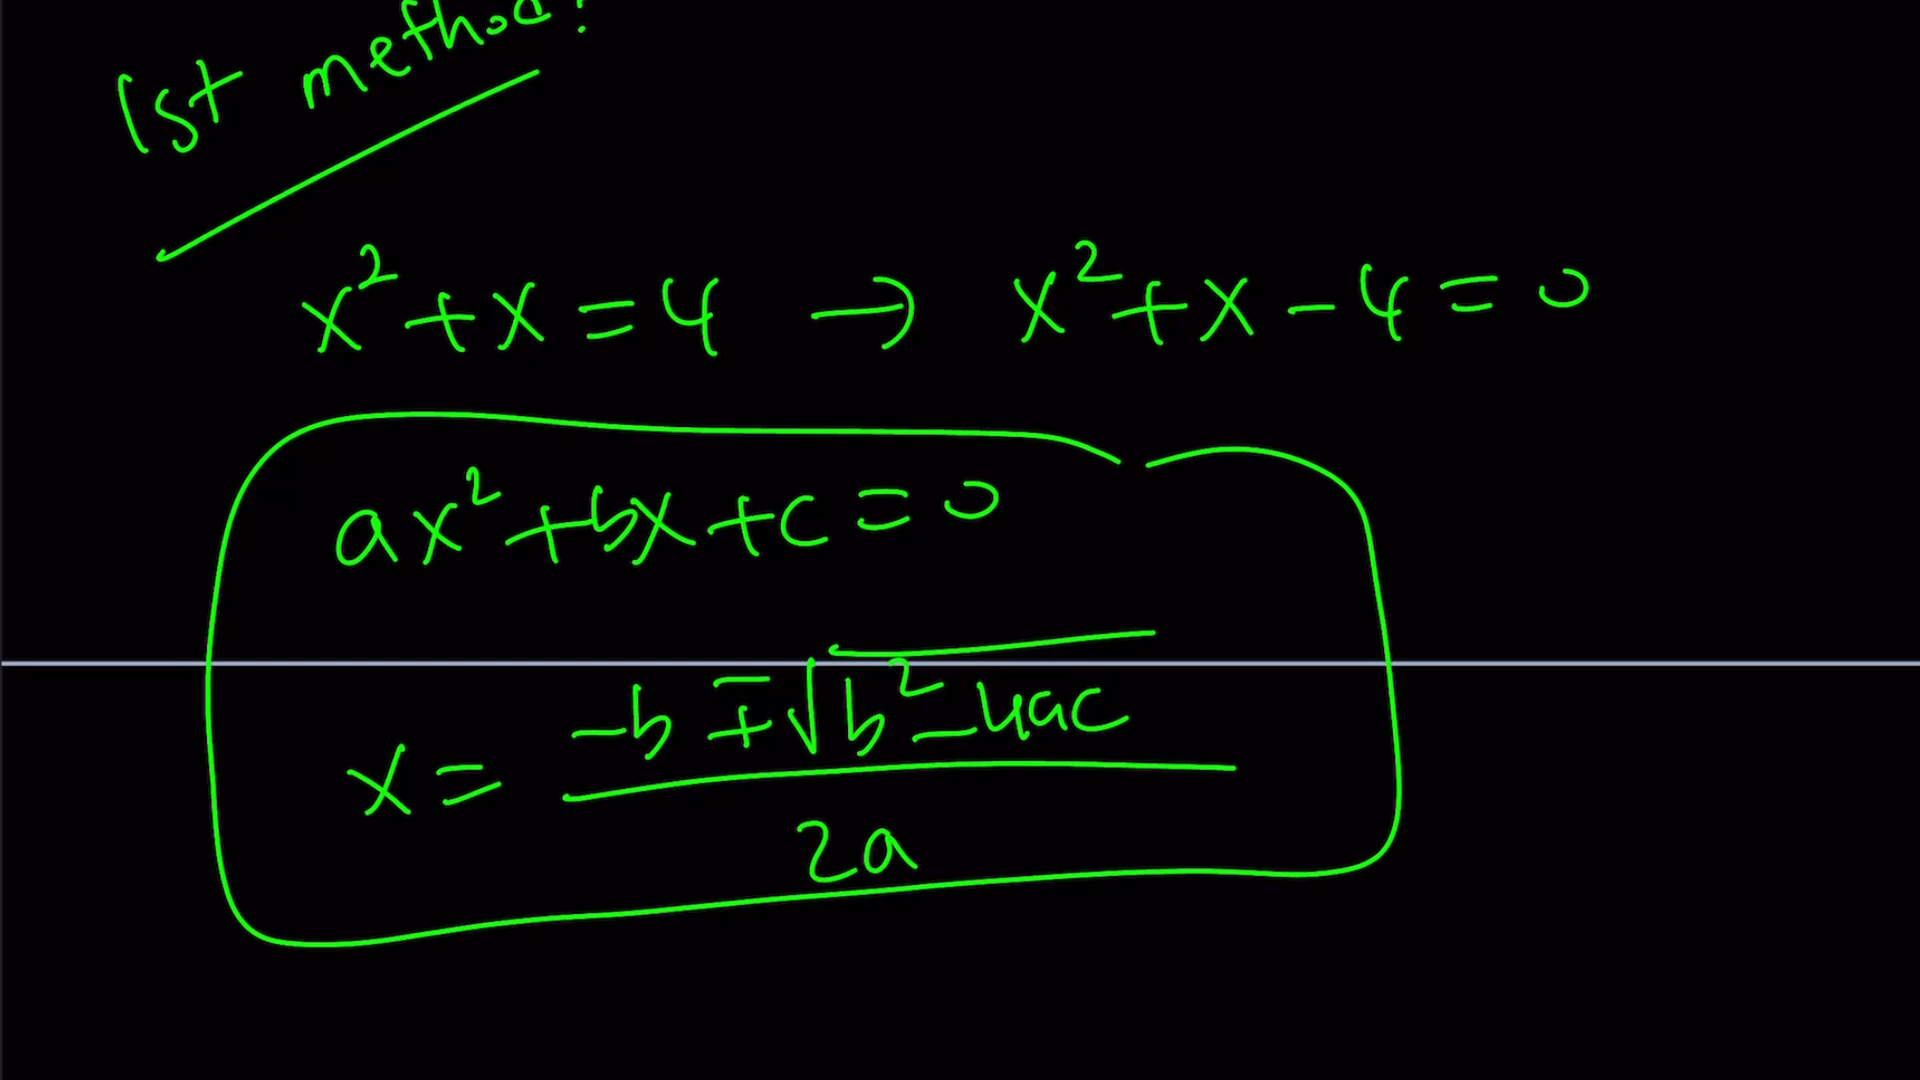 1st method:
x²+x=4 → x²+x-4=0
ax²+bx+c=0
x= (-b ∓ √(b²-4ac)) / 2a